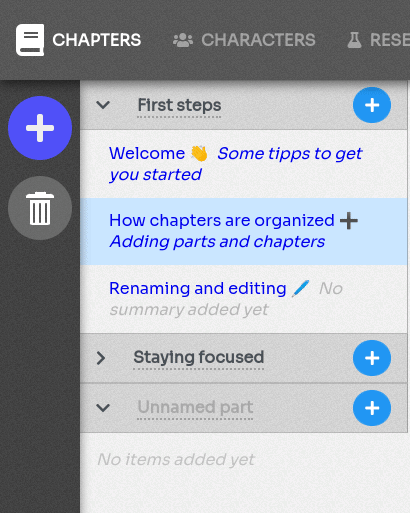 CHAPTERS CHARACTERS RESE
First steps
Welcome 👋 Some tipps to get
you started
How chapters are organized ➕
Adding parts and chapters
Renaming and editing 🖊️ No
summary added yet
Staying focused
Unnamed part
No items added yet